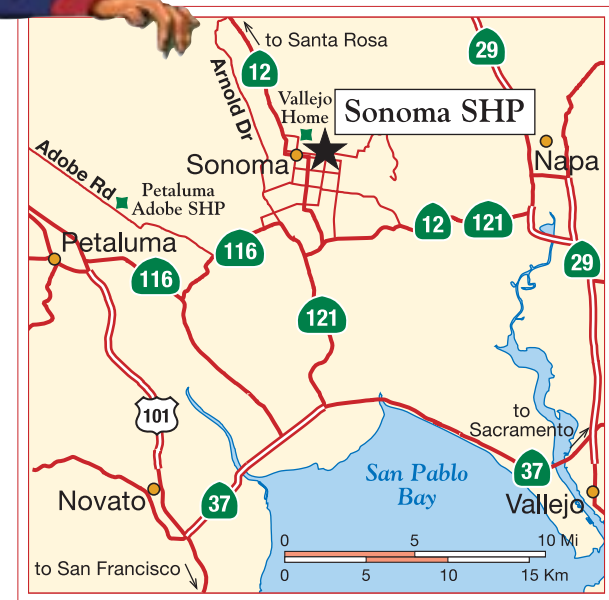 to Santa Rosa
29
12
Arnold Dr
Vallejo
Home
Sonoma SHP
Sonoma
Napa
Adobe Rd
Petaluma
Adobe SHP
12
121
116
Petaluma
29
116
121
101
to
Sacramento
San Pablo
Bay
37
Novato
37
Vallejo
0 5 10 Mi
0 5 10 15 Km
to San Francisco